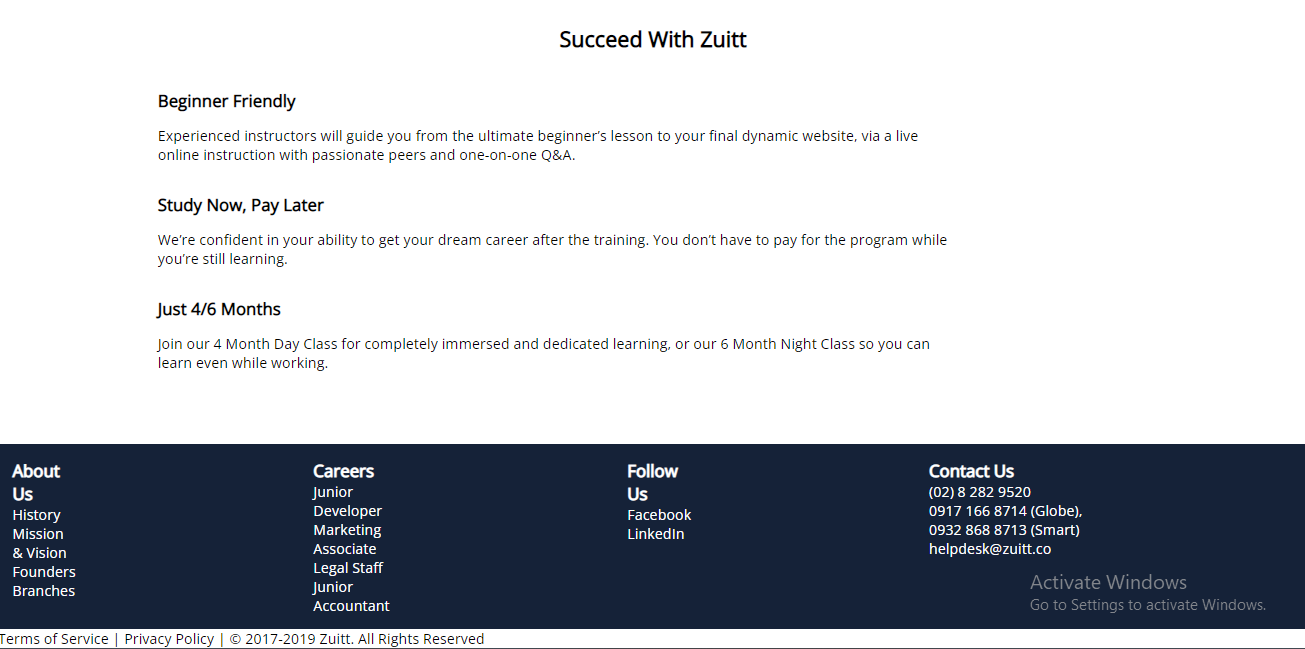 Succeed With Zuitt
Beginner Friendly
Experienced instructors will guide you from the ultimate beginner’s lesson to your final dynamic website, via a live
online instruction with passionate peers and one-on-one Q&A.
Study Now, Pay Later
We’re confident in your ability to get your dream career after the training. You don’t have to pay for the program while
you’re still learning.
Just 4/6 Months
Join our 4 Month Day Class for completely immersed and dedicated learning, or our 6 Month Night Class so you can
learn even while working.
About
Us
History
Mission
& Vision
Founders
Branches
Careers
Junior
Developer
Marketing
Associate
Legal Staff
Junior
Accountant
Follow
Us
Facebook
LinkedIn
Contact Us
(02) 8 282 9520
0917 166 8714 (Globe),
0932 868 8713 (Smart)
helpdesk@zuitt.co
Activate Windows
Go to Settings to activate Windows.
Terms of Service | Privacy Policy | © 2017-2019 Zuitt. All Rights Reserved